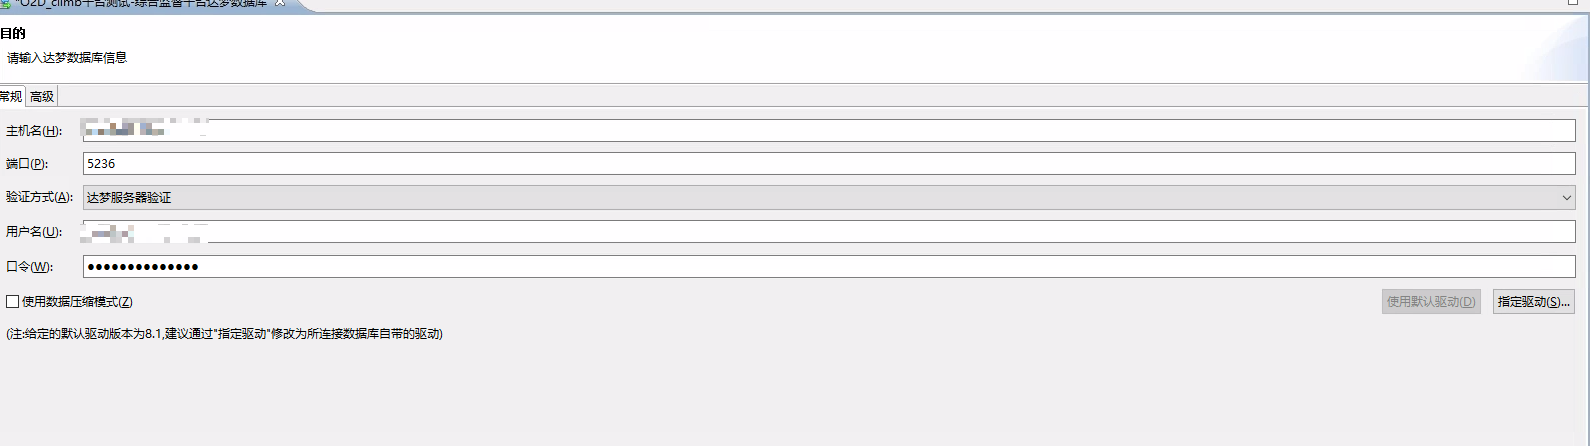 *O2D_climb平台测试-综合监督平台达梦数据库
目的
请输入达梦数据库信息
常规 高级
主机名(H):
端口(P): 5236
验证方式(A): 达梦服务器验证
用户名(U):
口令(W): ●●●●●●●●●●●●●●
使用数据压缩模式(Z) 使用默认驱动(D) 指定驱动(S)...
(注:给定的默认驱动版本为8.1,建议通过"指定驱动"修改为所连接数据库自带的驱动)